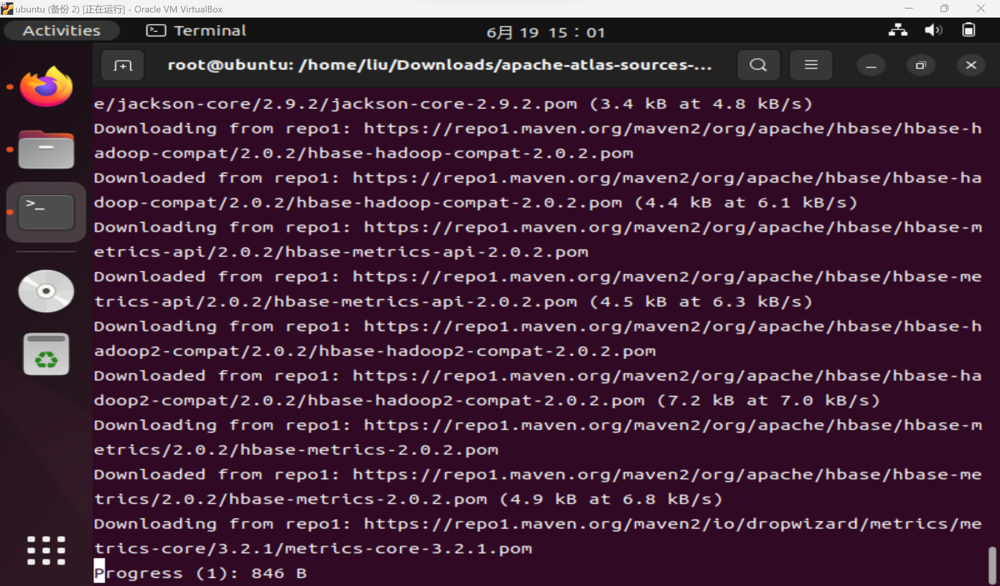 ubuntu (备份 2) [正在运行] - Oracle VM VirtualBox
Activities
Terminal
6月 19 15：01
root@ubuntu: /home/liu/Downloads/apache-atlas-sources-...
e/jackson-core/2.9.2/jackson-core-2.9.2.pom (3.4 kB at 4.8 kB/s)
Downloading from repo1: https://repo1.maven.org/maven2/org/apache/hbase/hbase-h
adoop-compat/2.0.2/hbase-hadoop-compat-2.0.2.pom
Downloaded from repo1: https://repo1.maven.org/maven2/org/apache/hbase/hbase-ha
doop-compat/2.0.2/hbase-hadoop-compat-2.0.2.pom (4.4 kB at 6.1 kB/s)
Downloading from repo1: https://repo1.maven.org/maven2/org/apache/hbase/hbase-m
etrics-api/2.0.2/hbase-metrics-api-2.0.2.pom
Downloaded from repo1: https://repo1.maven.org/maven2/org/apache/hbase/hbase-me
trics-api/2.0.2/hbase-metrics-api-2.0.2.pom (4.5 kB at 6.3 kB/s)
Downloading from repo1: https://repo1.maven.org/maven2/org/apache/hbase/hbase-h
adoop2-compat/2.0.2/hbase-hadoop2-compat-2.0.2.pom
Downloaded from repo1: https://repo1.maven.org/maven2/org/apache/hbase/hbase-ha
doop2-compat/2.0.2/hbase-hadoop2-compat-2.0.2.pom (7.2 kB at 7.0 kB/s)
Downloading from repo1: https://repo1.maven.org/maven2/org/apache/hbase/hbase-m
etrics/2.0.2/hbase-metrics-2.0.2.pom
Downloaded from repo1: https://repo1.maven.org/maven2/org/apache/hbase/hbase-me
trics/2.0.2/hbase-metrics-2.0.2.pom (4.9 kB at 6.8 kB/s)
Downloading from repo1: https://repo1.maven.org/maven2/io/dropwizard/metrics/me
trics-core/3.2.1/metrics-core-3.2.1.pom
Progress (1): 846 B